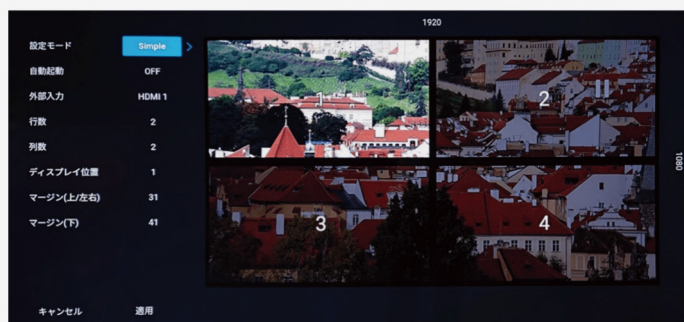 1920
設定モード Simple >
自動起動 OFF
外部入力 HDMI 1
行数 2
列数 2
ディスプレイ位置 1
マージン(上/左右) 31
マージン(下) 41
1 2
3 4
1080
キャンセル 適用